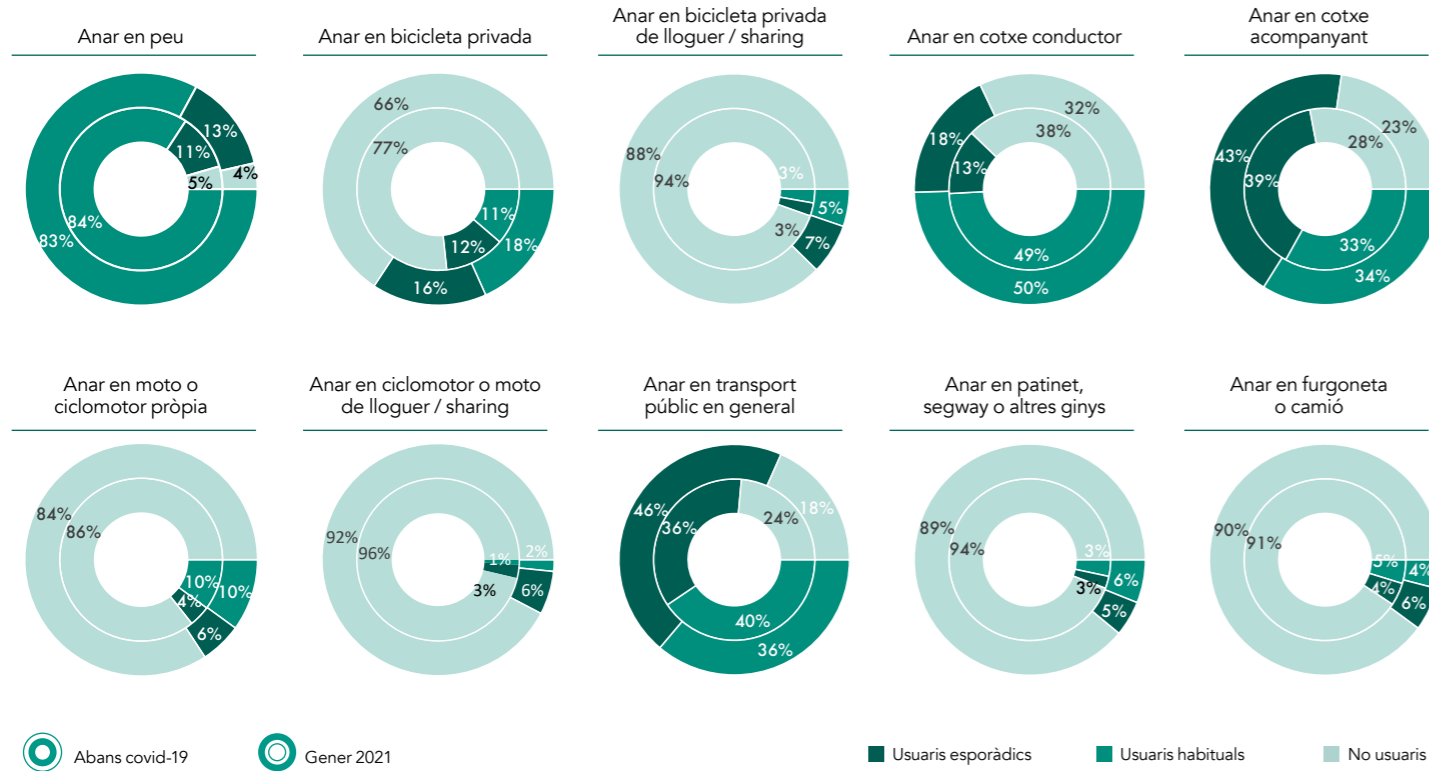 Anar en peu
Anar en bicicleta privada
Anar en bicicleta privada
de lloguer / sharing
Anar en cotxe conductor
Anar en cotxe
acompanyant
13%
11%
5%
4%
84%
83%
66%
77%
11%
12%
18%
16%
88%
94%
3%
5%
3%
7%
32%
38%
18%
13%
49%
50%
23%
28%
43%
39%
33%
34%
Anar en moto o
ciclomotor pròpia
Anar en ciclomotor o moto
de lloguer / sharing
Anar en transport
públic en general
Anar en patinet,
segway o altres ginys
Anar en furgoneta
o camió
84%
86%
10%
10%
4%
6%
92%
96%
1%
2%
3%
6%
46%
36%
24%
18%
40%
36%
89%
94%
3%
6%
3%
5%
90%
91%
5%
4%
4%
6%
Abans covid-19
Gener 2021
Usuaris esporàdics
Usuaris habituals
No usuaris